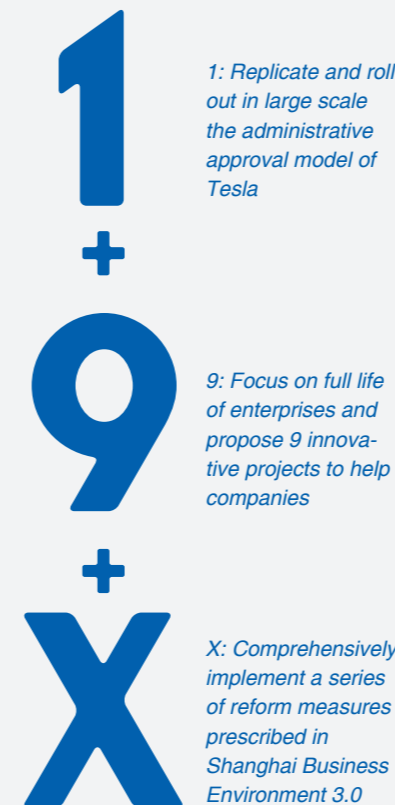 1
1: Replicate and roll
out in large scale
the administrative
approval model of
Tesla
+
9
9: Focus on full life
of enterprises and
propose 9 innova-
tive projects to help
companies
+
X
X: Comprehensively
implement a series
of reform measures
prescribed in
Shanghai Business
Environment 3.0